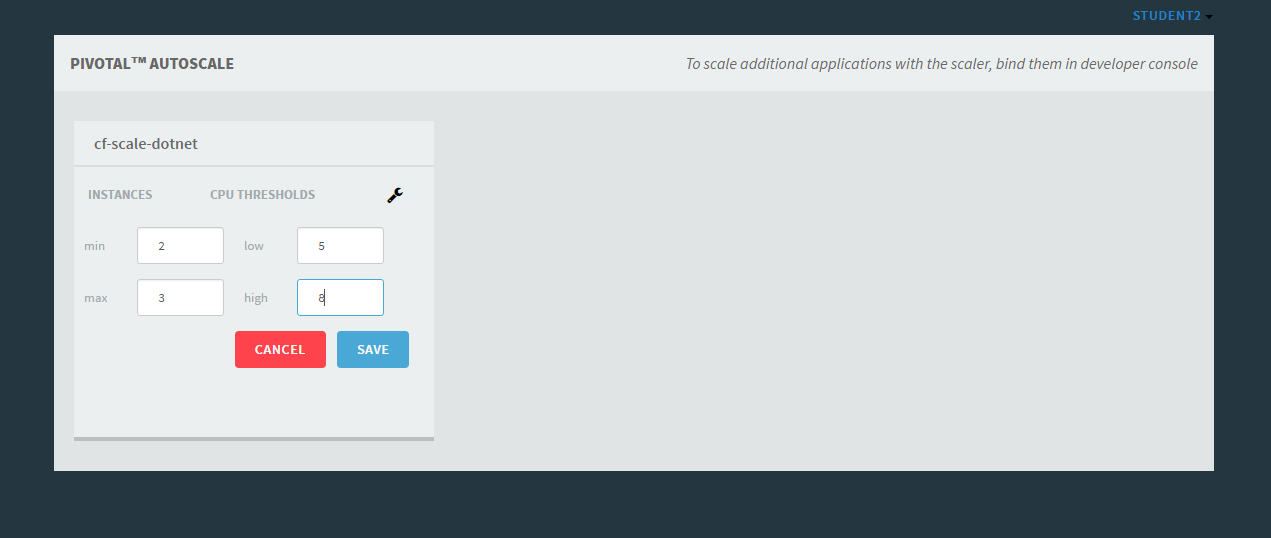 STUDENT2
PIVOTAL™ AUTOSCALE To scale additional applications with the scaler, bind them in developer console
cf-scale-dotnet
INSTANCES CPU THRESHOLDS
min 2 low 5
max 3 high 8
CANCEL SAVE